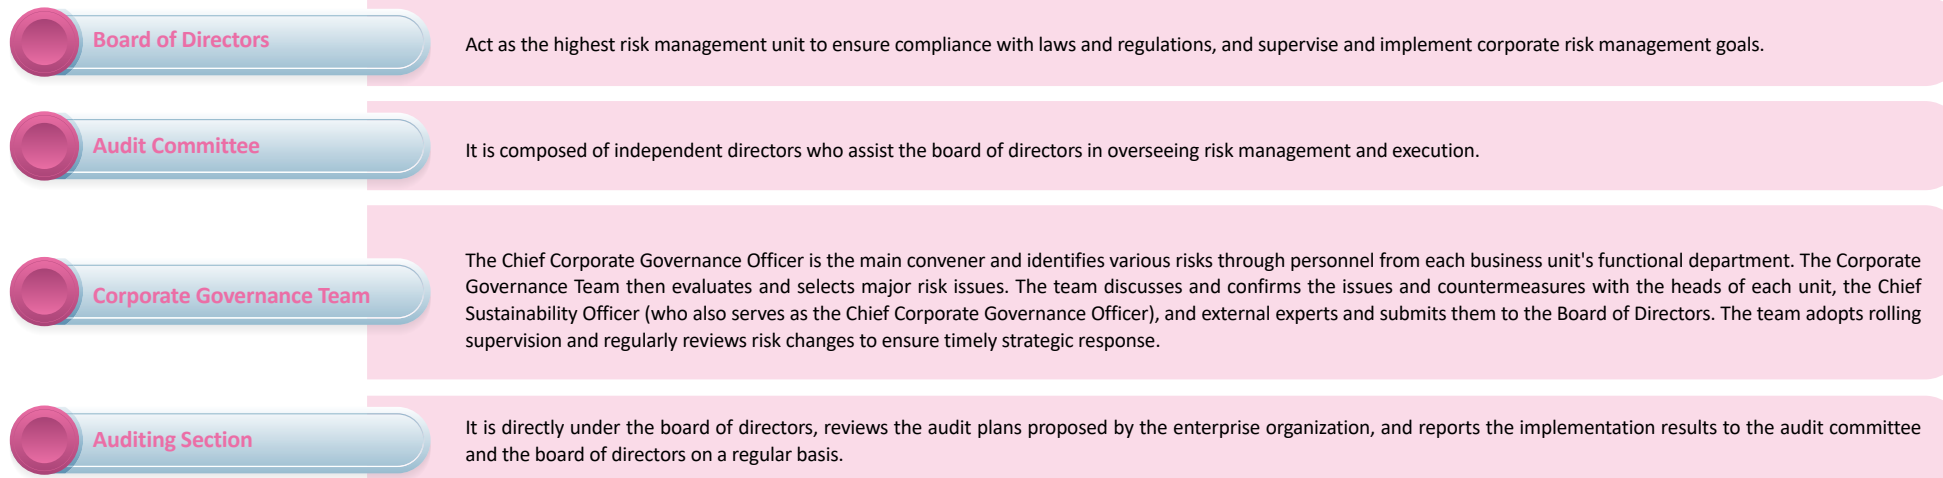 Board of Directors
Act as the highest risk management unit to ensure compliance with laws and regulations, and supervise and implement corporate risk management goals.
Audit Committee
It is composed of independent directors who assist the board of directors in overseeing risk management and execution.
Corporate Governance Team
The Chief Corporate Governance Officer is the main convener and identifies various risks through personnel from each business unit's functional department. The Corporate
Governance Team then evaluates and selects major risk issues. The team discusses and confirms the issues and countermeasures with the heads of each unit, the Chief
Sustainability Officer (who also serves as the Chief Corporate Governance Officer), and external experts and submits them to the Board of Directors. The team adopts rolling
supervision and regularly reviews risk changes to ensure timely strategic response.
Auditing Section
It is directly under the board of directors, reviews the audit plans proposed by the enterprise organization, and reports the implementation results to the audit committee
and the board of directors on a regular basis.